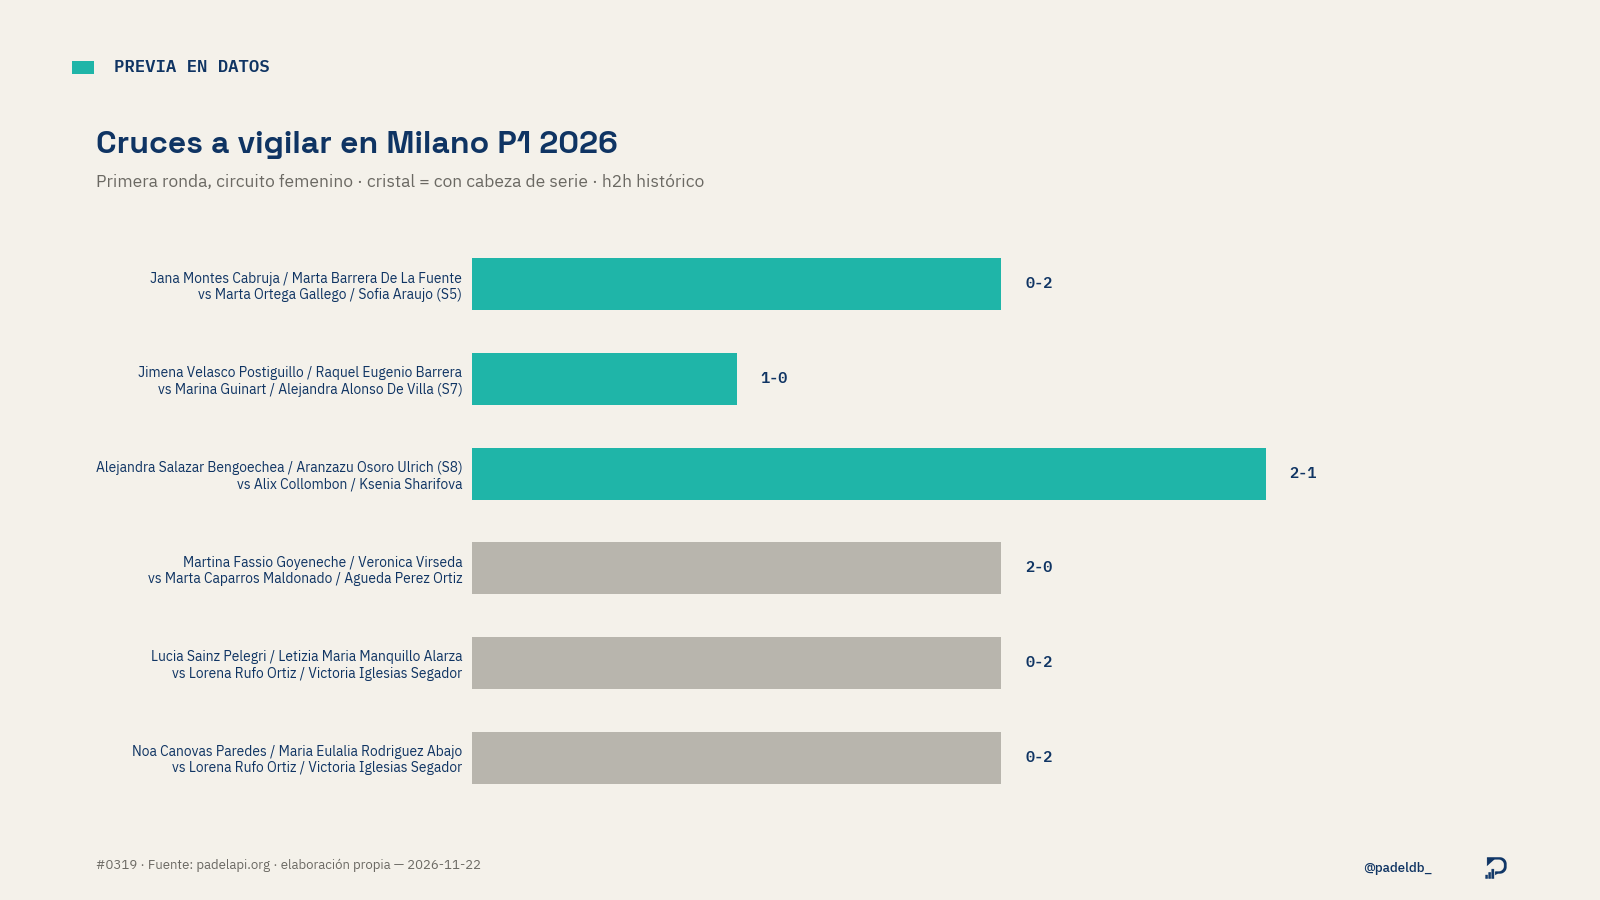 PREVIA EN DATOS
Cruces a vigilar en Milano P1 2026
Primera ronda, circuito femenino · cristal = con cabeza de serie · h2h histórico
Jana Montes Cabruja / Marta Barrera De La Fuente
vs Marta Ortega Gallego / Sofia Araujo (S5)
0-2
Jimena Velasco Postiguillo / Raquel Eugenio Barrera
vs Marina Guinart / Alejandra Alonso De Villa (S7)
1-0
Alejandra Salazar Bengoechea / Aranzazu Osoro Ulrich (S8)
vs Alix Collombon / Ksenia Sharifova
2-1
Martina Fassio Goyeneche / Veronica Virseda
vs Marta Caparros Maldonado / Agueda Perez Ortiz
2-0
Lucia Sainz Pelegri / Letizia Maria Manquillo Alarza
vs Lorena Rufo Ortiz / Victoria Iglesias Segador
0-2
Noa Canovas Paredes / Maria Eulalia Rodriguez Abajo
vs Lorena Rufo Ortiz / Victoria Iglesias Segador
0-2
#0319 · Fuente: padelapi.org · elaboración propia — 2026-11-22
@padeldb_